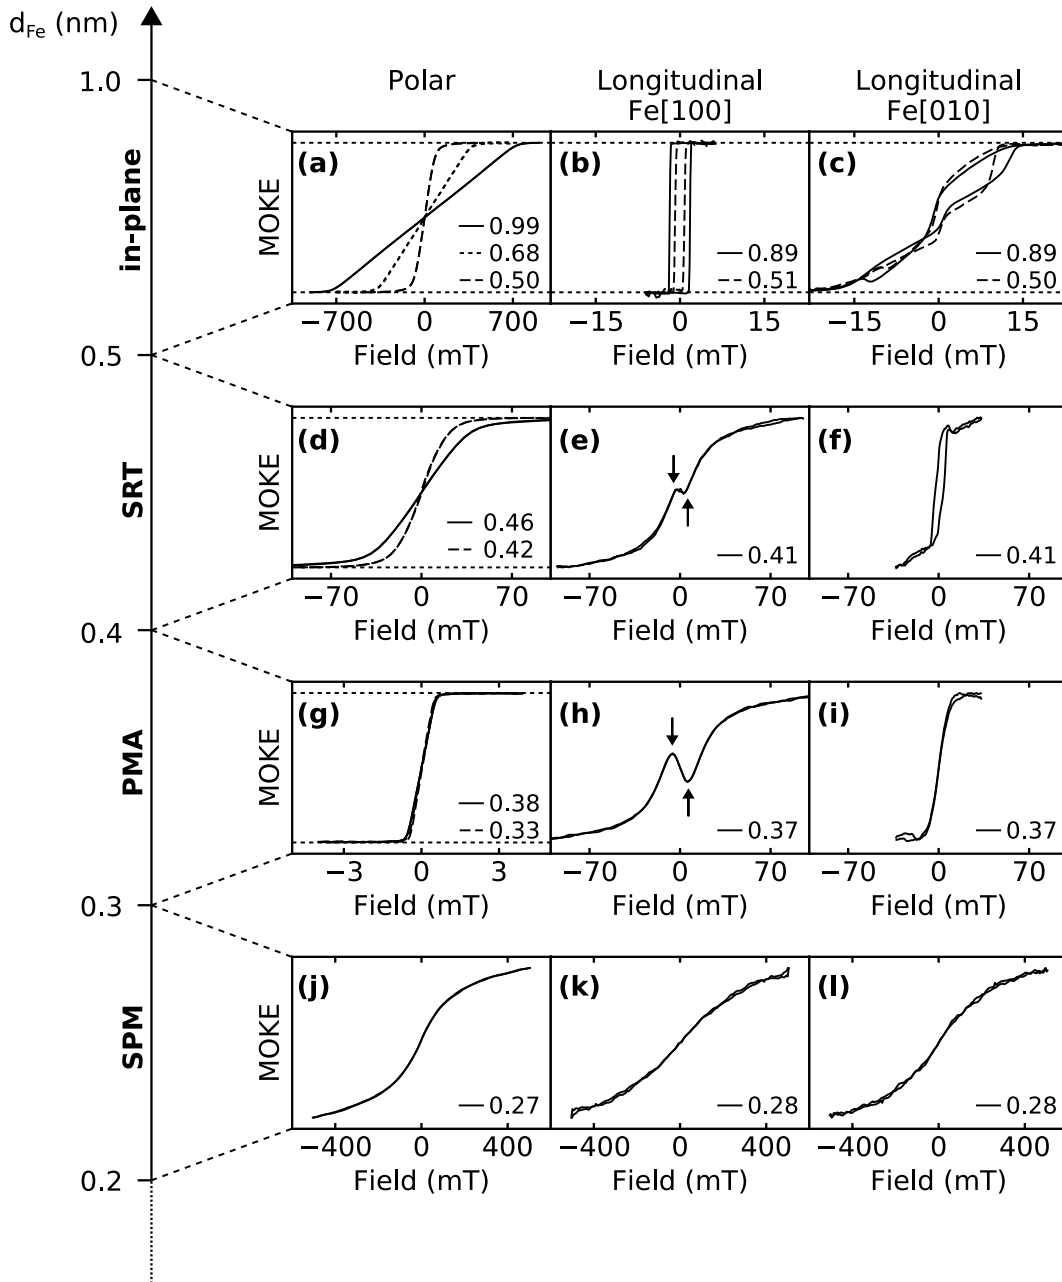 d_Fe (nm)
1.0
0.5
0.4
0.3
0.2
in-plane
SRT
PMA
SPM
Polar
Longitudinal
Fe[100]
Longitudinal
Fe[010]
MOKE
(a)
0.99
0.68
0.50
−700 0 700
Field (mT)
(b)
0.89
0.51
−15 0 15
Field (mT)
(c)
0.89
0.50
−15 0 15
Field (mT)
MOKE
(d)
0.46
0.42
−70 0 70
Field (mT)
(e)
0.41
−70 0 70
Field (mT)
(f)
0.41
−70 0 70
Field (mT)
MOKE
(g)
0.38
0.33
−3 0 3
Field (mT)
(h)
0.37
−70 0 70
Field (mT)
(i)
0.37
−70 0 70
Field (mT)
MOKE
(j)
0.27
−400 0 400
Field (mT)
(k)
0.28
−400 0 400
Field (mT)
(l)
0.28
−400 0 400
Field (mT)